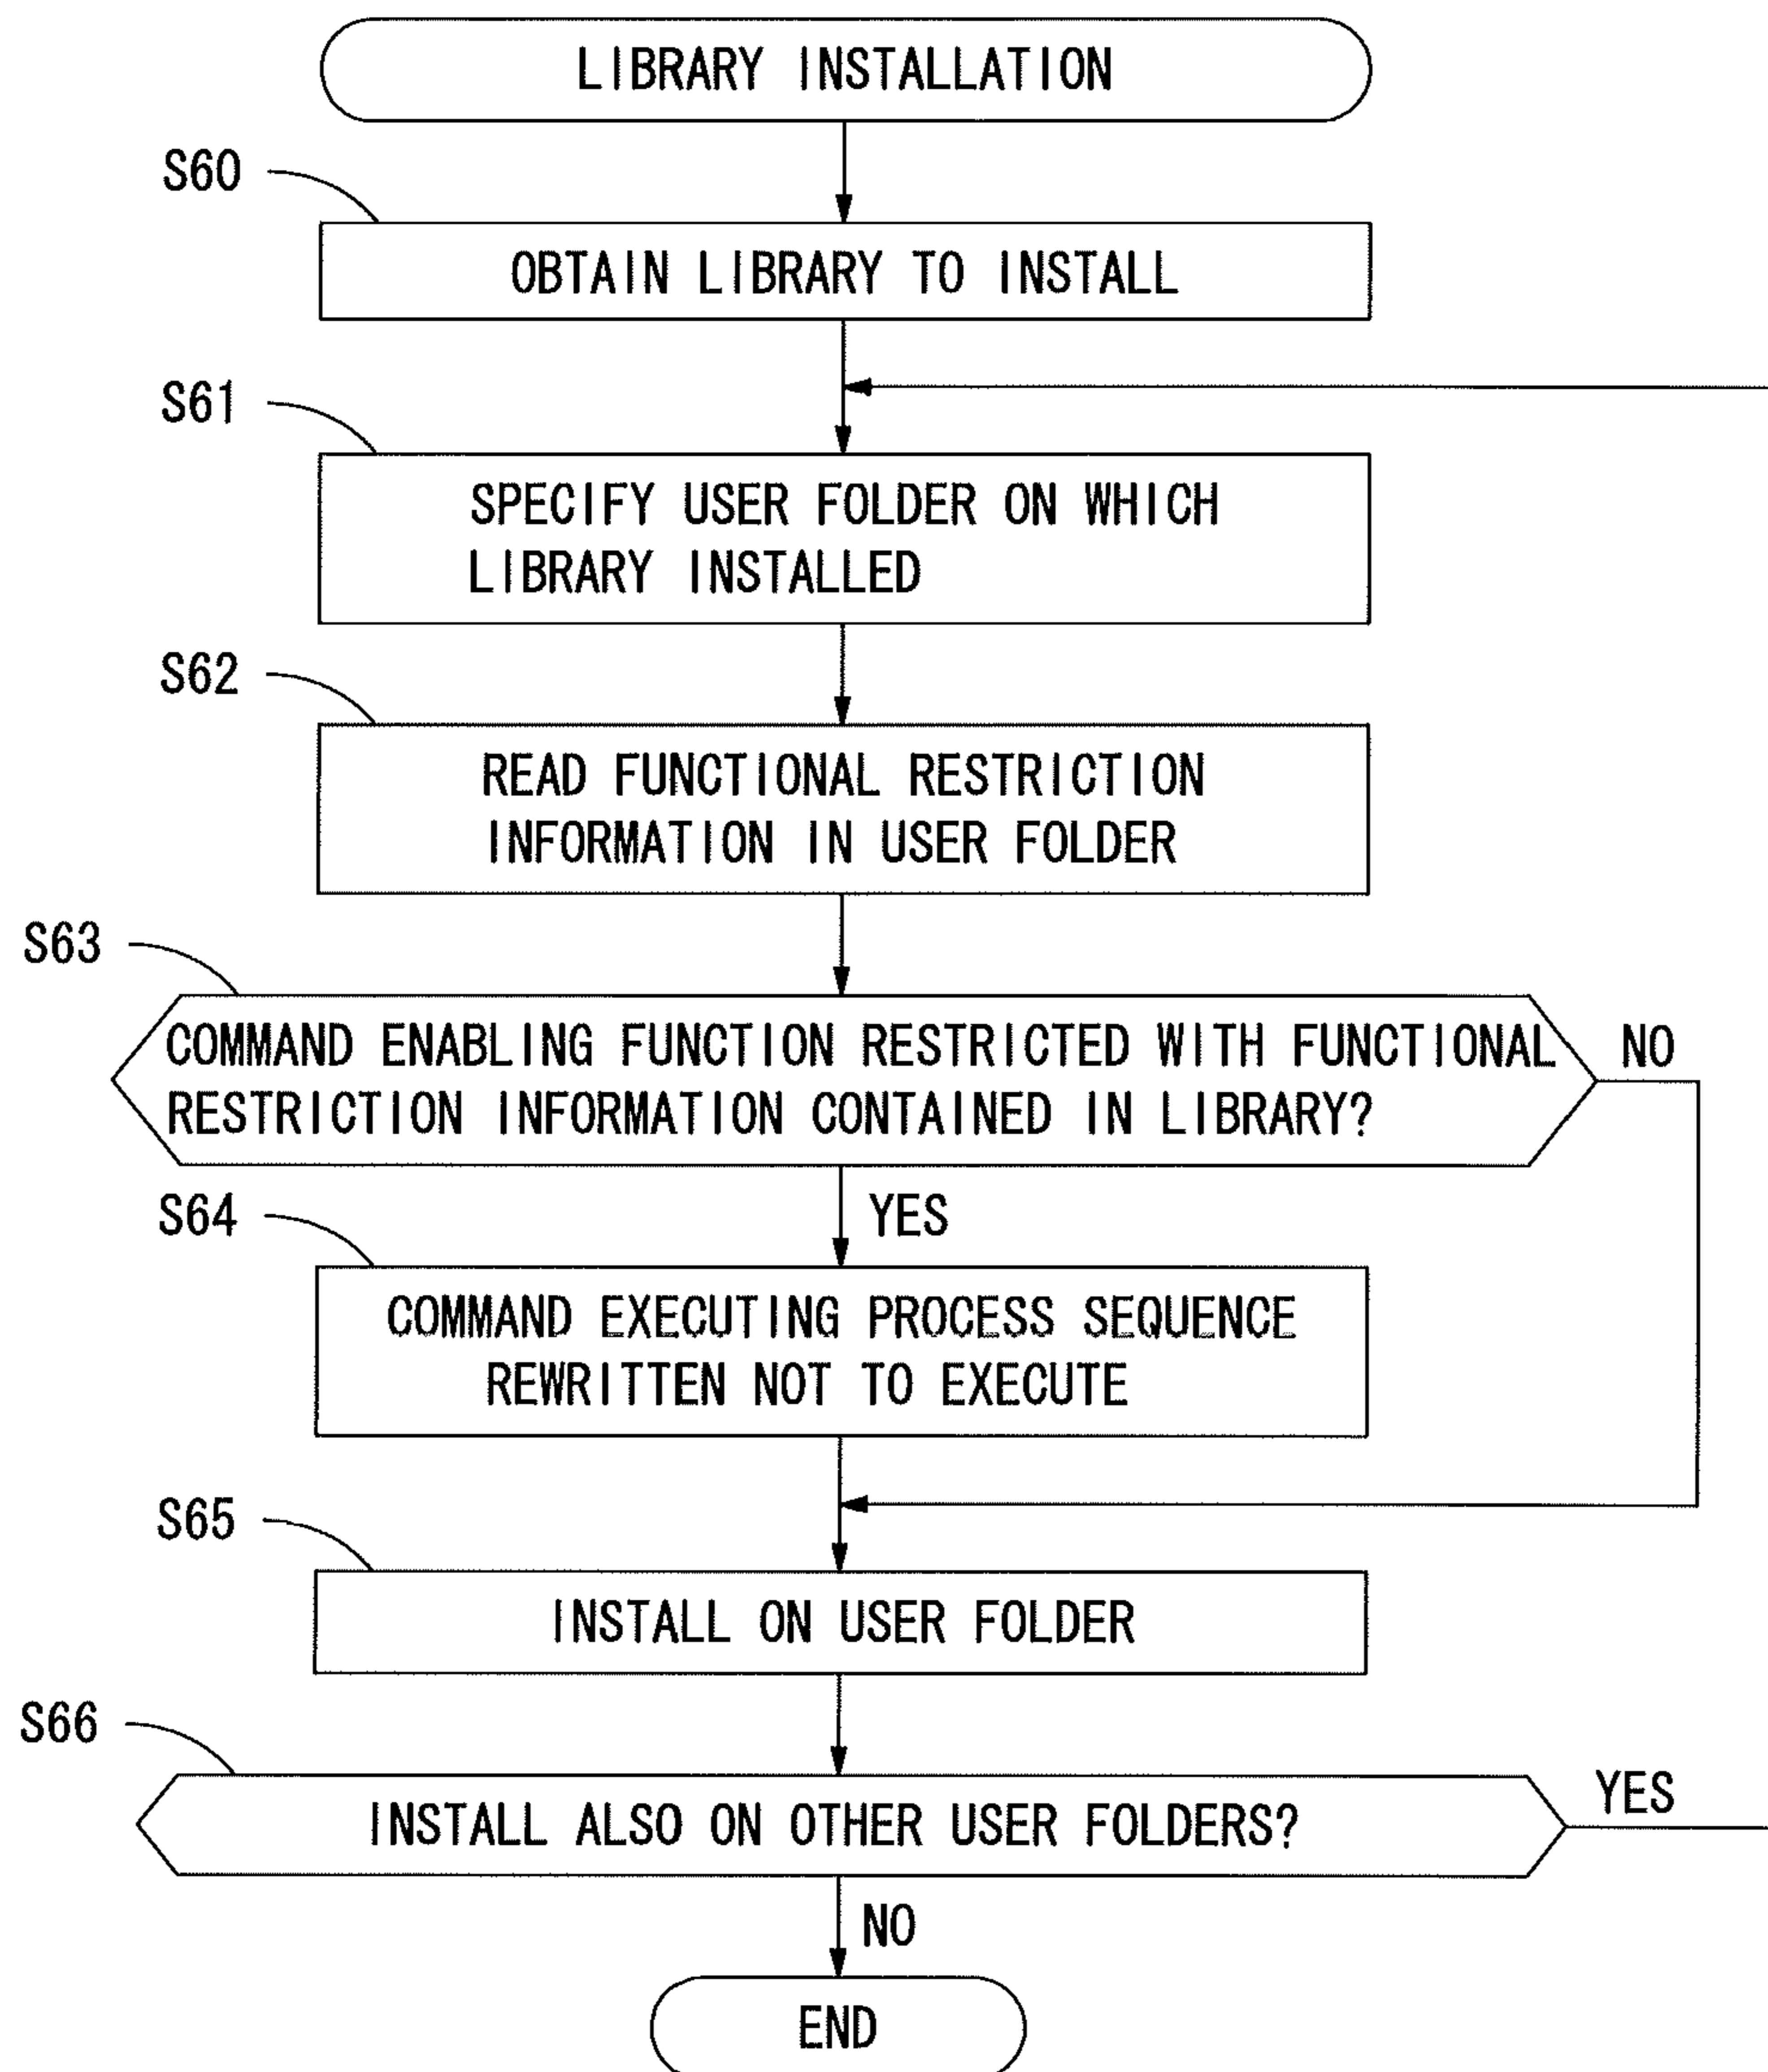 LIBRARY INSTALLATION
S60
OBTAIN LIBRARY TO INSTALL
S61
SPECIFY USER FOLDER ON WHICH
LIBRARY INSTALLED
S62
READ FUNCTIONAL RESTRICTION
INFORMATION IN USER FOLDER
S63
COMMAND ENABLING FUNCTION RESTRICTED WITH FUNCTIONAL
RESTRICTION INFORMATION CONTAINED IN LIBRARY?
NO
YES
S64
COMMAND EXECUTING PROCESS SEQUENCE
REWRITTEN NOT TO EXECUTE
S65
INSTALL ON USER FOLDER
S66
INSTALL ALSO ON OTHER USER FOLDERS?
YES
NO
END